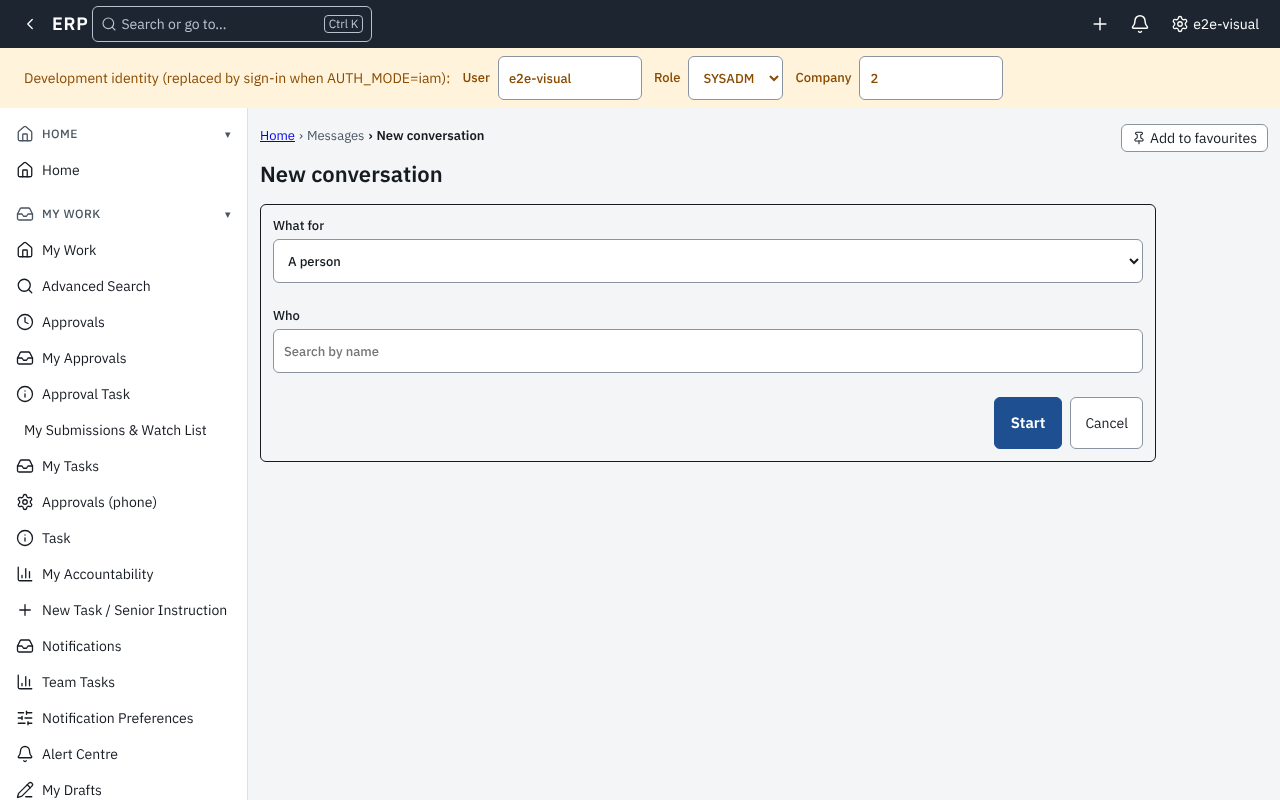 ERP
Search or go to…
Ctrl K
e2e-visual
Development identity (replaced by sign-in when AUTH_MODE=iam): User e2e-visual Role SYSADM Company 2
HOME
Home
MY WORK
My Work
Advanced Search
Approvals
My Approvals
Approval Task
My Submissions & Watch List
My Tasks
Approvals (phone)
Task
My Accountability
New Task / Senior Instruction
Notifications
Team Tasks
Notification Preferences
Alert Centre
My Drafts
Home › Messages › New conversation
Add to favourites
New conversation
What for
A person
Who
Search by name
Start
Cancel